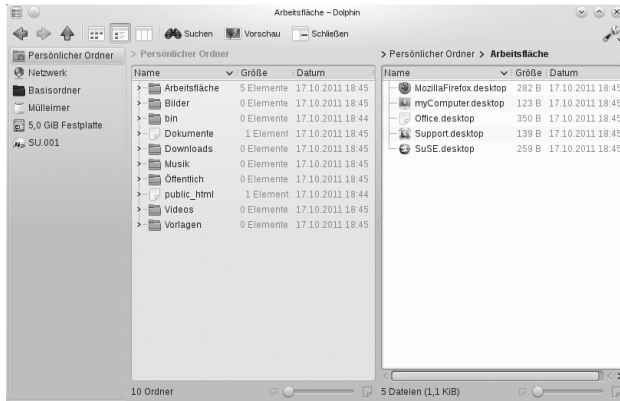 Arbeitsfläche – Dolphin
Suchen Vorschau Schließen
Persönlicher Ordner
Netzwerk
Basisordner
Mülleimer
5,0 GiB Festplatte
SU.001
> Persönlicher Ordner
Name Größe Datum
Arbeitsfläche 5 Elemente 17.10.2011 18:45
Bilder 0 Elemente 17.10.2011 18:45
bin 0 Elemente 17.10.2011 18:44
Dokumente 1 Element 17.10.2011 18:45
Downloads 0 Elemente 17.10.2011 18:45
Musik 0 Elemente 17.10.2011 18:45
Öffentlich 0 Elemente 17.10.2011 18:45
public_html 1 Element 17.10.2011 18:44
Videos 0 Elemente 17.10.2011 18:45
Vorlagen 0 Elemente 17.10.2011 18:45
10 Ordner
> Persönlicher Ordner > Arbeitsfläche
Name Größe Datum
MozillaFirefox.desktop 282 B 17.10.2011 18:45
myComputer.desktop 123 B 17.10.2011 18:45
Office.desktop 350 B 17.10.2011 18:45
Support.desktop 139 B 17.10.2011 18:45
SuSE.desktop 259 B 17.10.2011 18:45
5 Dateien (1,1 KiB)